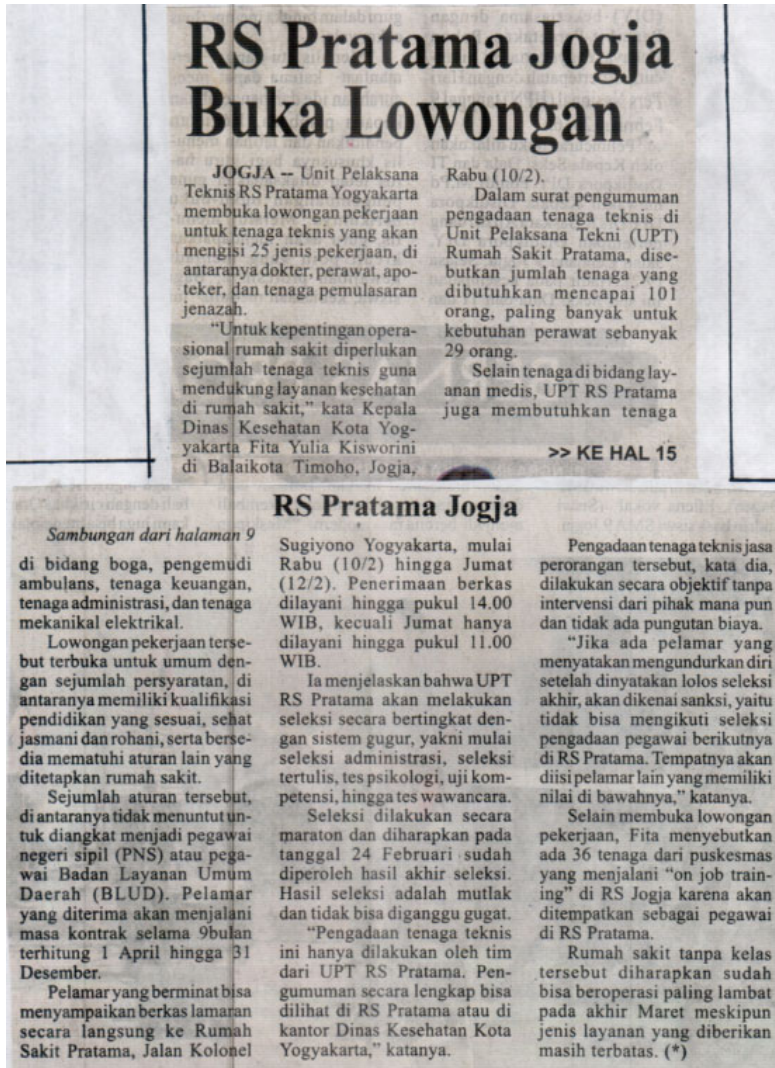 RS Pratama Jogja
Buka Lowongan
JOGJA -- Unit Pelaksana
Teknis RS Pratama Yogyakarta
membuka lowongan pekerjaan
untuk tenaga teknis yang akan
mengisi 25 jenis pekerjaan, di
antaranya dokter, perawat, apo-
teker, dan tenaga pemulasaran
jenazah.
"Untuk kepentingan opera-
sional rumah sakit diperlukan
sejumlah tenaga teknis guna
mendukung layanan kesehatan
di rumah sakit," kata Kepala
Dinas Kesehatan Kota Yog-
yakarta Fita Yulia Kisworini
di Balaikota Timoho, Jogja,
Rabu (10/2).
Dalam surat pengumuman
pengadaan tenaga teknis di
Unit Pelaksana Tekni (UPT)
Rumah Sakit Pratama, dise-
butkan jumlah tenaga yang
dibutuhkan mencapai 101
orang, paling banyak untuk
kebutuhan perawat sebanyak
29 orang.
Selain tenaga di bidang lay-
anan medis, UPT RS Pratama
juga membutuhkan tenaga
>> KE HAL 15
RS Pratama Jogja
Sambungan dari halaman 9
di bidang boga, pengemudi
ambulans, tenaga keuangan,
tenaga administrasi, dan tenaga
mekanikal elektrikal.
Lowongan pekerjaan terse-
but terbuka untuk umum den-
gan sejumlah persyaratan, di
antaranya memiliki kualifikasi
pendidikan yang sesuai, sehat
jasmani dan rohani, serta berse-
dia mematuhi aturan lain yang
ditetapkan rumah sakit.
Sejumlah aturan tersebut,
di antaranya tidak menuntut un-
tuk diangkat menjadi pegawai
negeri sipil (PNS) atau pega-
wai Badan Layanan Umum
Daerah (BLUD). Pelamar
yang diterima akan menjalani
masa kontrak selama 9bulan
terhitung 1 April hingga 31
Desember.
Pelamar yang berminat bisa
menyampaikan berkas lamaran
secara langsung ke Rumah
Sakit Pratama, Jalan Kolonel
Sugiyono Yogyakarta, mulai
Rabu (10/2) hingga Jumat
(12/2). Penerimaan berkas
dilayani hingga pukul 14.00
WIB, kecuali Jumat hanya
dilayani hingga pukul 11.00
WIB.
Ia menjelaskan bahwa UPT
RS Pratama akan melakukan
seleksi secara bertingkat den-
gan sistem gugur, yakni mulai
seleksi administrasi, seleksi
tertulis, tes psikologi, uji kom-
petensi, hingga tes wawancara.
Seleksi dilakukan secara
maraton dan diharapkan pada
tanggal 24 Februari sudah
diperoleh hasil akhir seleksi.
Hasil seleksi adalah mutlak
dan tidak bisa diganggu gugat.
"Pengadaan tenaga teknis
ini hanya dilakukan oleh tim
dari UPT RS Pratama. Pen-
gumuman secara lengkap bisa
dilihat di RS Pratama atau di
kantor Dinas Kesehatan Kota
Yogyakarta," katanya.
Pengadaan tenaga teknis jasa
perorangan tersebut, kata dia,
dilakukan secara objektif tanpa
intervensi dari pihak mana pun
dan tidak ada pungutan biaya.
"Jika ada pelamar yang
menyatakan mengundurkan diri
setelah dinyatakan lolos seleksi
akhir, akan dikenai sanksi, yaitu
tidak bisa mengikuti seleksi
pengadaan pegawai berikutnya
di RS Pratama. Tempatnya akan
diisi pelamar lain yang memiliki
nilai di bawahnya," katanya.
Selain membuka lowongan
pekerjaan, Fita menyebutkan
ada 36 tenaga dari puskesmas
yang menjalani "on job train-
ing" di RS Jogja karena akan
ditempatkan sebagai pegawai
di RS Pratama.
Rumah sakit tanpa kelas
tersebut diharapkan sudah
bisa beroperasi paling lambat
pada akhir Maret meskipun
jenis layanan yang diberikan
masih terbatas. (*)